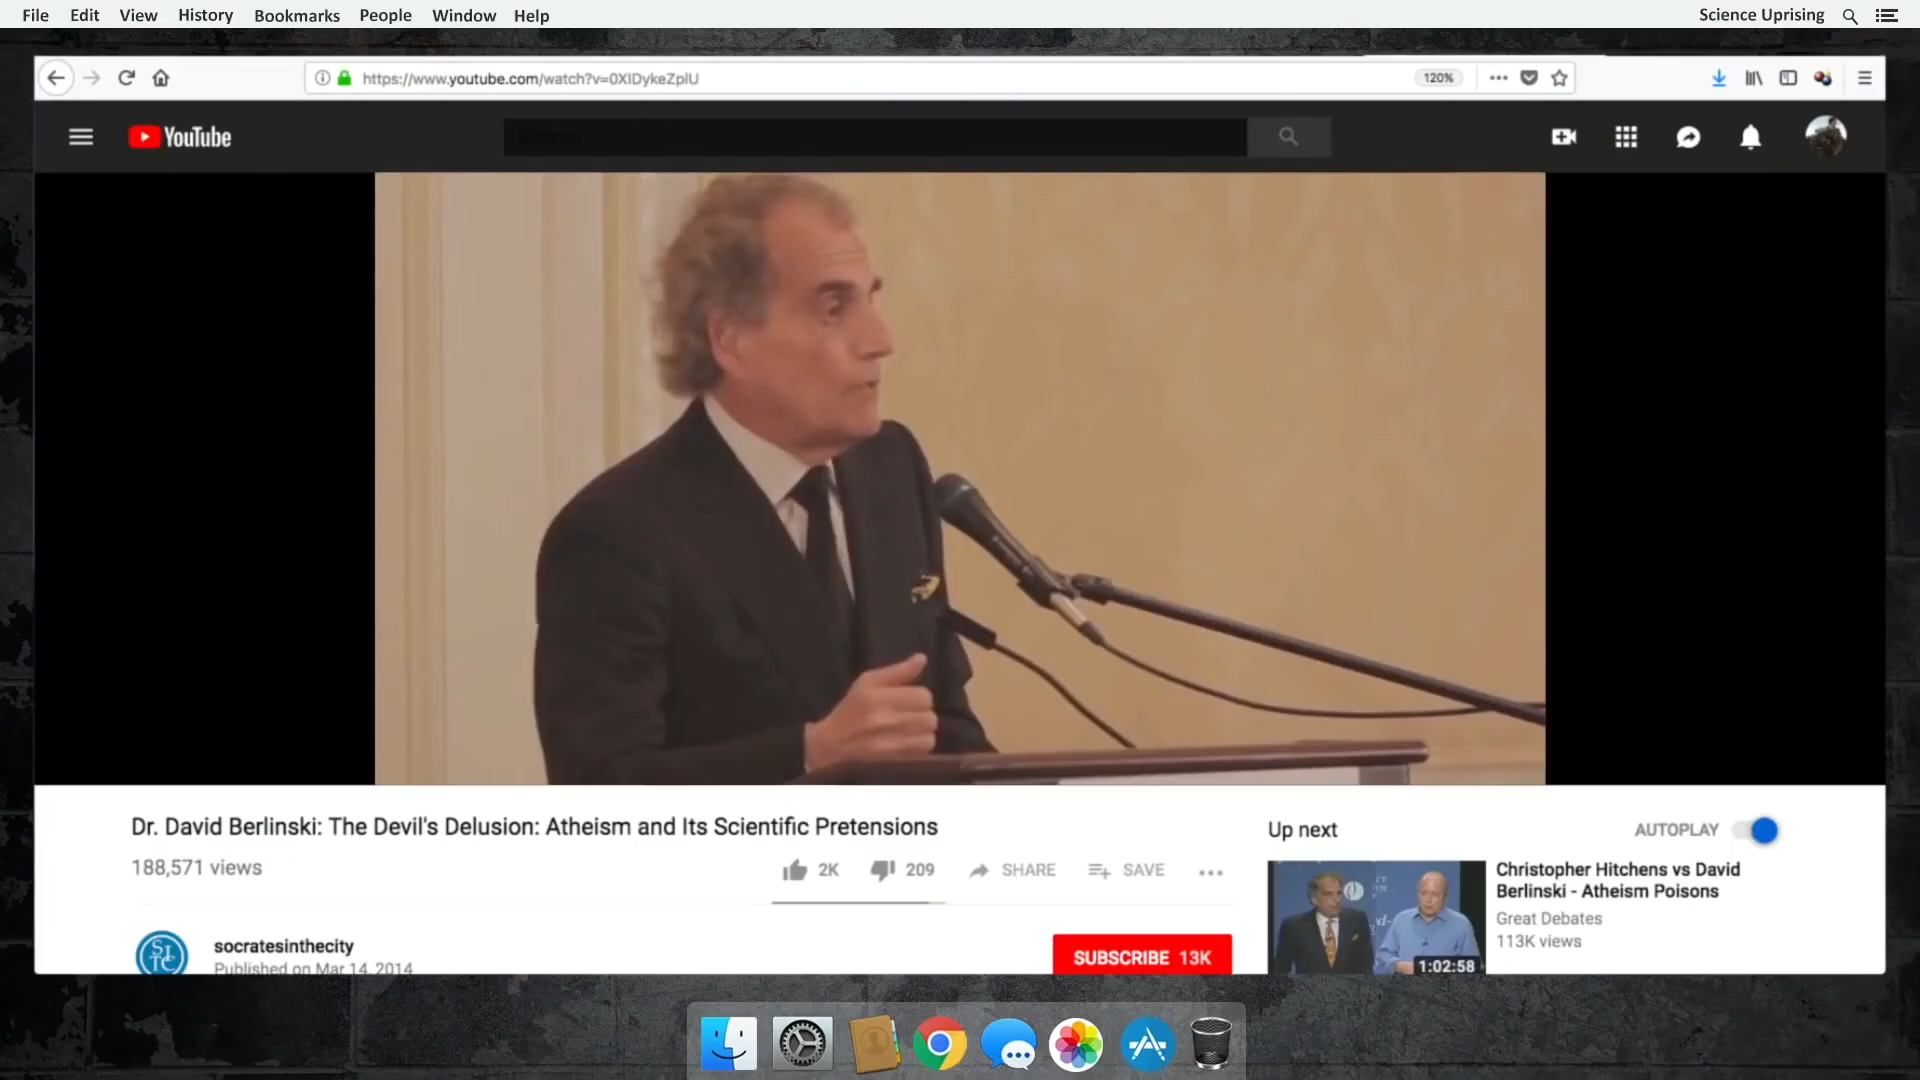 File Edit View History Bookmarks People Window Help
Science Uprising
https://www.youtube.com/watch?v=0XIDykeZplU
120%
YouTube
Dr. David Berlinski: The Devil's Delusion: Atheism and Its Scientific Pretensions
188,571 views
2K
209
SHARE
SAVE
socratesinthecity
Published on Mar 14, 2014
SUBSCRIBE 13K
Up next
AUTOPLAY
Christopher Hitchens vs David
Berlinski - Atheism Poisons
Great Debates
113K views
1:02:58